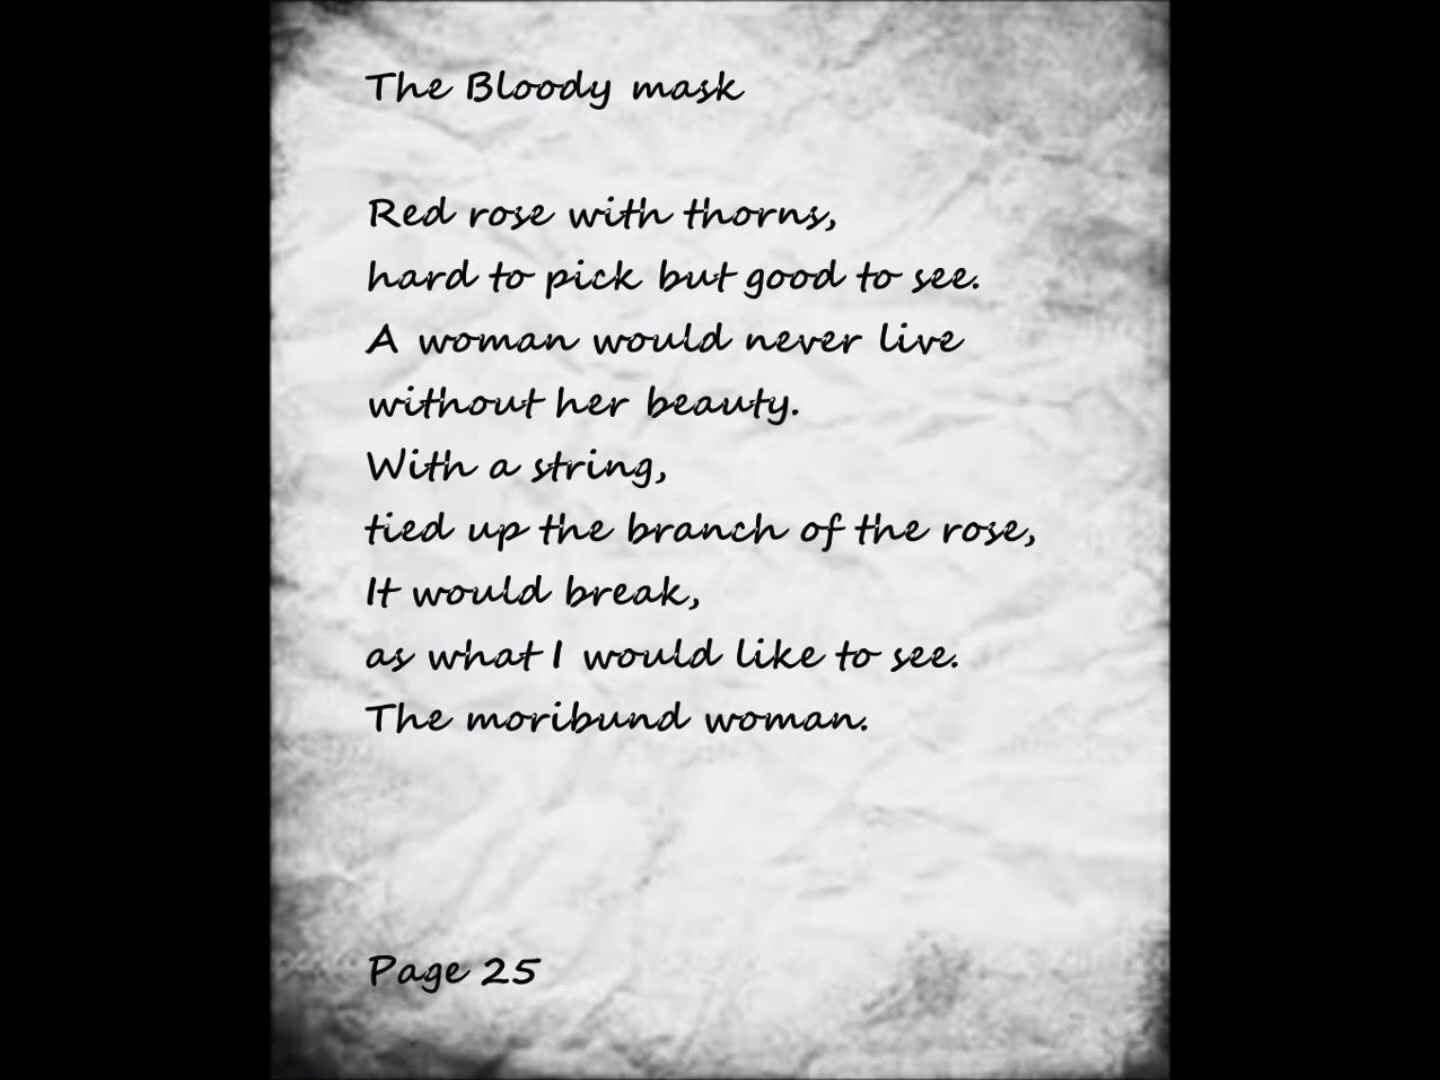 The Bloody mask
Red rose with thorns,
hard to pick but good to see.
A woman would never live
without her beauty.
With a string,
tied up the branch of the rose,
It would break,
as what I would like to see.
The moribund woman.
Page 25